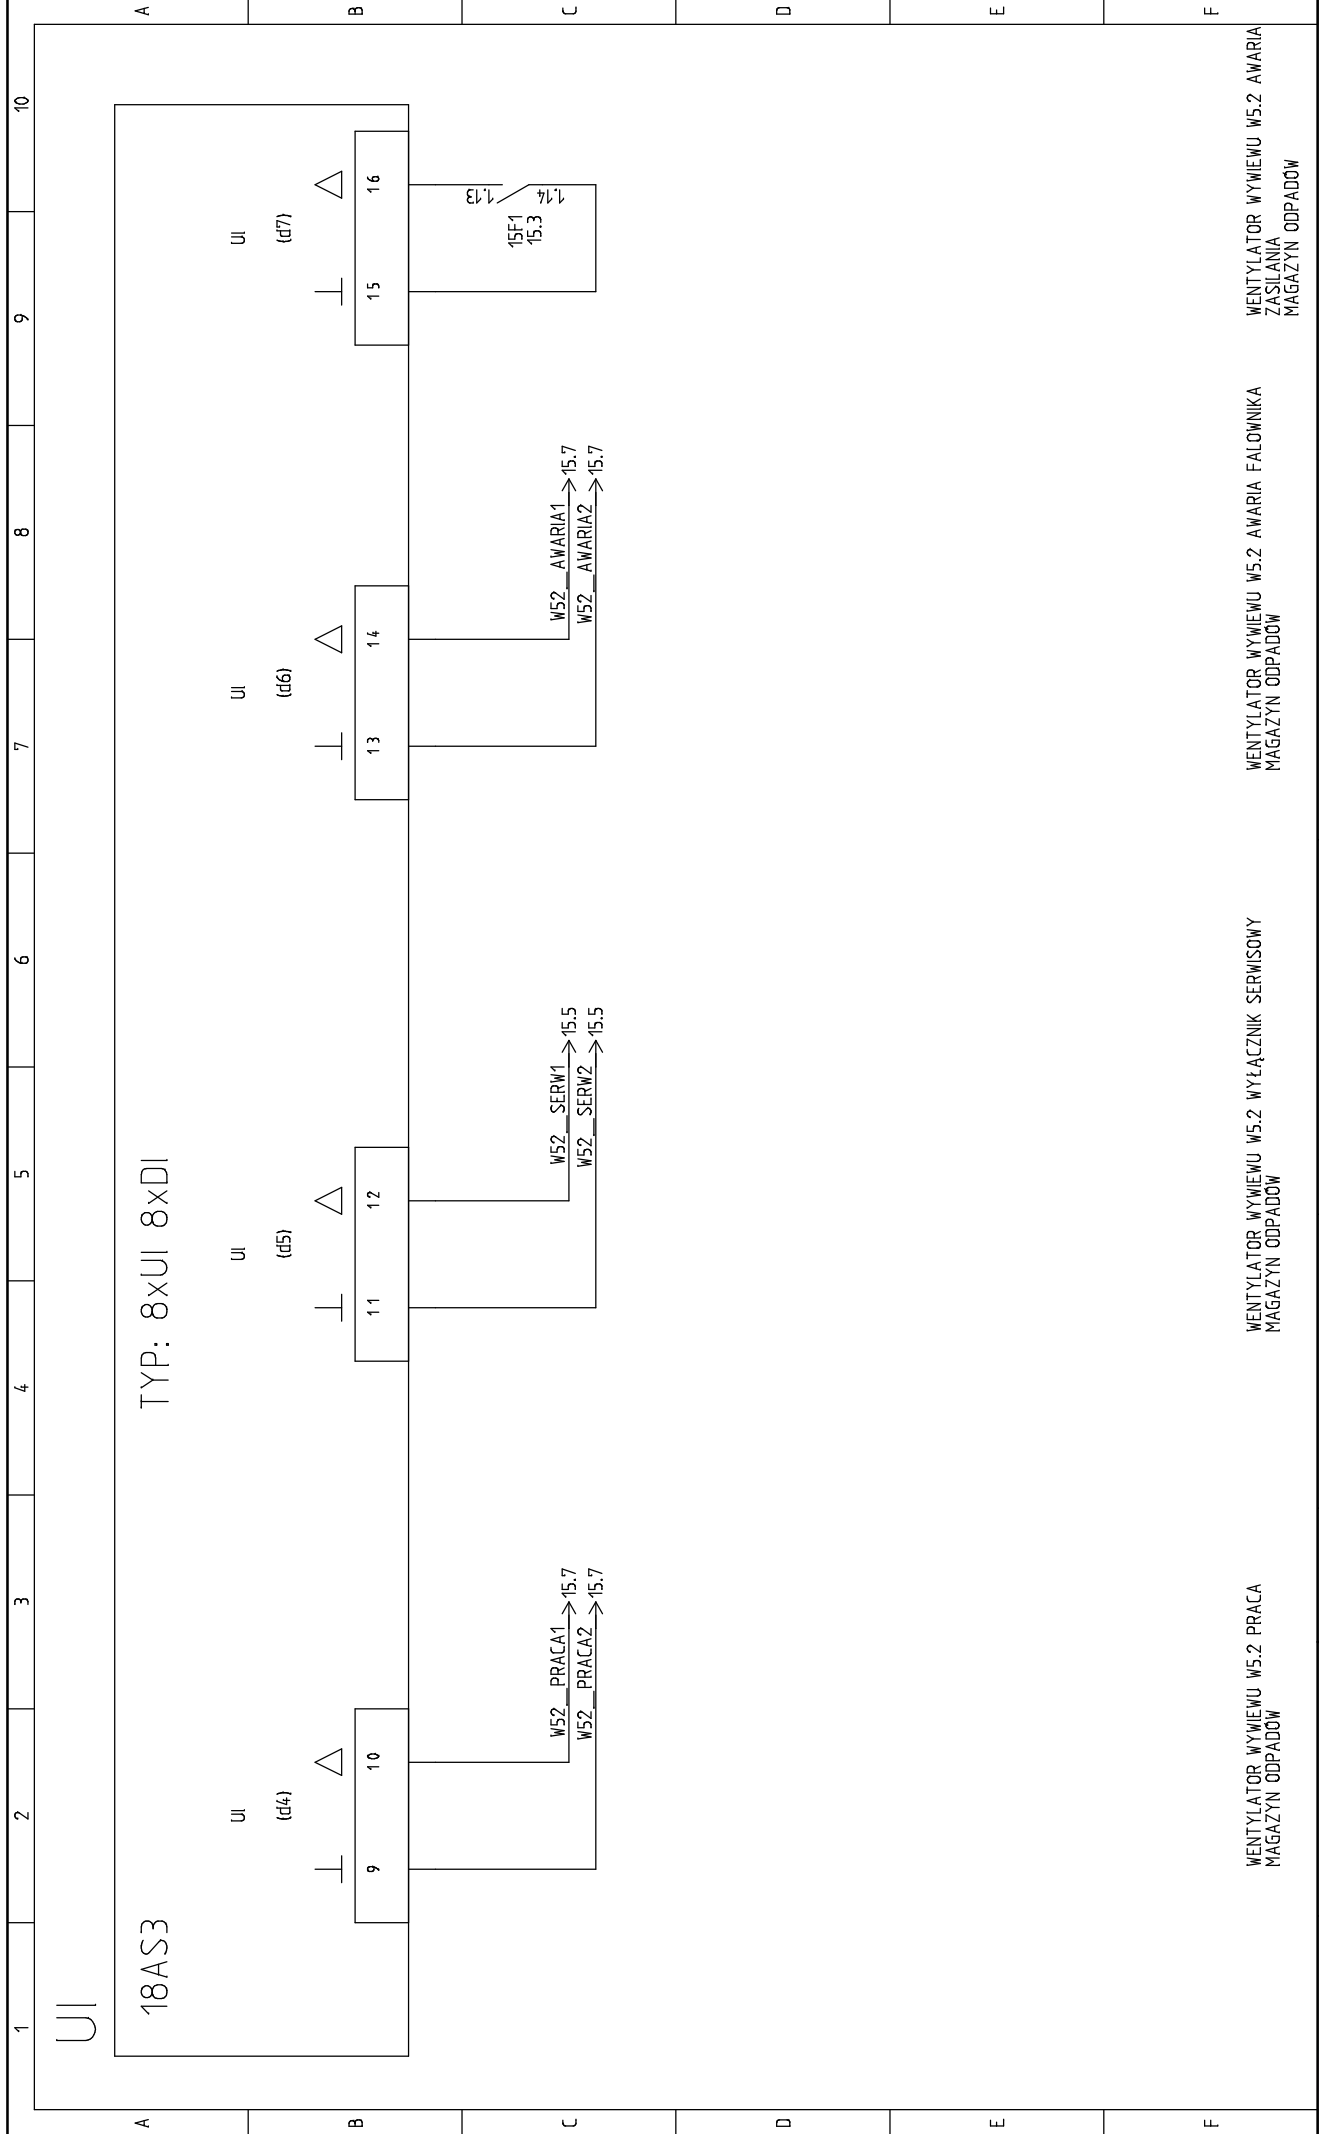 1 2 3 4 5 6 7 8 9 10
A A
B B
C C
D D
E E
F F
UI
18AS3
TYP: 8xUI 8xDI
UI
(d4)
9 10
W52_PRACA1 15.7
W52_PRACA2 15.7
UI
(d5)
11 12
W52_SERW1 15.5
W52_SERW2 15.5
UI
(d6)
13 14
W52_AWARIA1 15.7
W52_AWARIA2 15.7
UI
(d7)
15 16
15F1
15.3
1.13
1.14
WENTYLATOR WYWIEWU W5.2 PRACA
MAGAZYN ODPADÓW
WENTYLATOR WYWIEWU W5.2 WYŁĄCZNIK SERWISOWY
MAGAZYN ODPADÓW
WENTYLATOR WYWIEWU W5.2 AWARIA FALOWNIKA
MAGAZYN ODPADÓW
WENTYLATOR WYWIEWU W5.2 AWARIA
ZASILANIA
MAGAZYN ODPADÓW